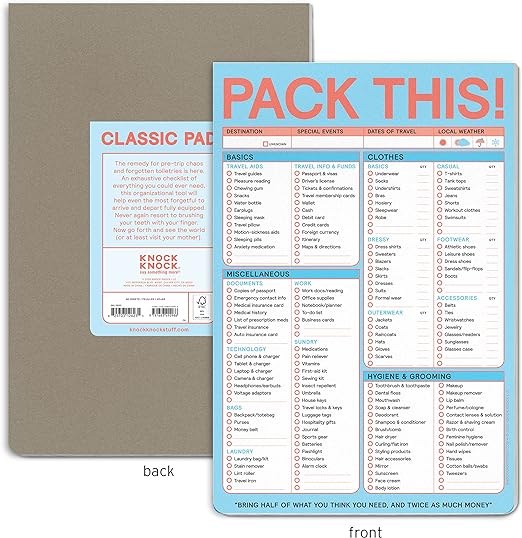 CLASSIC PAD
The remedy for pre-trip chaos
and forgotten toiletries is here.
An exhaustive checklist of
everything you could ever need,
this organizational tool will
help even the most forgetful to
arrive and depart fully equipped.
Never again resort to brushing
your teeth with your finger.
Now go forth and see the world
(or at least visit your mother).
KNOCK
KNOCK®
say something more™
knockknockstuff.com
back
PACK THIS!
DESTINATION
SPECIAL EVENTS
DATES OF TRAVEL
LOCAL WEATHER
UNKNOWN
BASICS
TRAVEL AIDS
Travel guides
Pleasure reading
Chewing gum
Snacks
Water bottle
Earplugs
Sleeping mask
Travel pillow
Motion-sickness aids
Sleeping pills
Anxiety medication
TRAVEL INFO & FUNDS
Passport & visas
Driver's license
Tickets & confirmations
Travel membership cards
Wallet
Cash
Debit card
Credit cards
Foreign currency
Itinerary
Maps & directions
MISCELLANEOUS
DOCUMENTS
Copies of passport
Emergency contact info
Medical insurance card
Medical history
List of prescription meds
Travel insurance
Auto insurance card
TECHNOLOGY
Cell phone & charger
Tablet & charger
Laptop & charger
Camera & charger
Headphones/earbuds
Voltage adaptors
BAGS
Backpack/totebag
Purses
Money belt
LAUNDRY
Laundry bag/kit
Stain remover
Lint roller
Travel iron
WORK
Work docs/reading
Office supplies
Notebook/planner
To-do list
Business cards
SUNDRY
Medications
Pain reliever
Vitamins
First-aid kit
Sewing kit
Insect repellent
Umbrella
House keys
Travel locks & keys
Luggage tags
Hospitality gifts
Journal
Sports gear
Batteries
Flashlight
Binoculars
Alarm clock
CLOTHES
BASICS
QTY
Underwear
Socks
Undershirts
Bras
Hosiery
Sleepwear
Robe
DRESSY
QTY
Dress shirts
Sweaters
Blazers
Slacks
Skirts
Dresses
Suits
Formal wear
OUTERWEAR
QTY
Jackets
Coats
Raincoats
Hats
Gloves
Scarves
CASUAL
QTY
T-shirts
Tank tops
Sweatshirts
Jeans
Shorts
Workout clothes
Swimsuits
FOOTWEAR
QTY
Athletic shoes
Leisure shoes
Dress shoes
Sandals/flip-flops
Boots
ACCESSORIES
QTY
Belts
Ties
Wristwatches
Jewelry
Glasses/readers
Sunglasses
Glasses case
HYGIENE & GROOMING
Toothbrush & toothpaste
Dental floss
Mouthwash
Soap & cleanser
Deodorant
Shampoo & conditioner
Brush/comb
Hair dryer
Curling/flat iron
Styling products
Hair accessories
Mirror
Sunscreen
Face cream
Body lotion
Makeup
Makeup remover
Lip balm
Perfume/cologne
Contact lenses & solution
Razor & shaving cream
Birth control
Feminine hygiene
Nail polish/remover
Hand wipes
Tissues
Cotton balls/swabs
Tweezers
"BRING HALF OF WHAT YOU THINK YOU NEED, AND TWICE AS MUCH MONEY"
front